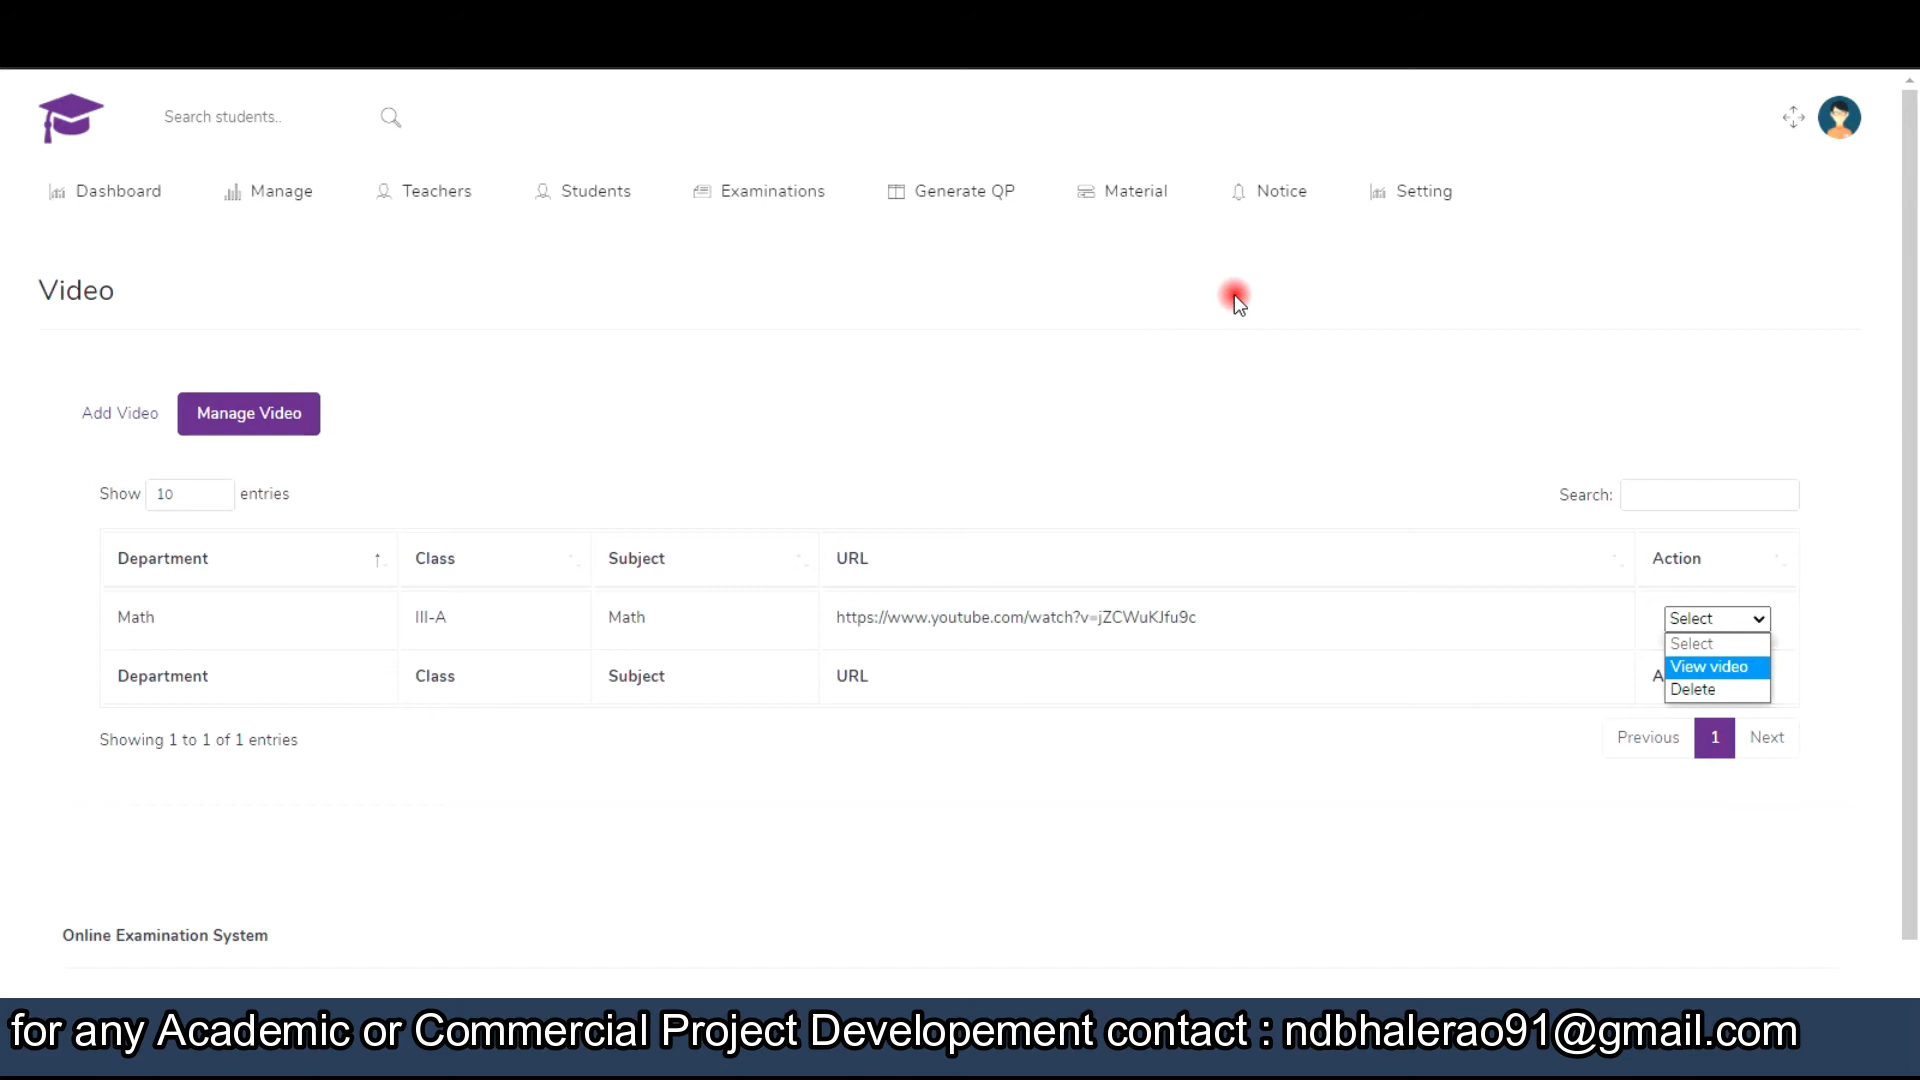 Search students..
Dashboard Manage Teachers Students Examinations Generate QP Material Notice Setting
Video
Add Video Manage Video
Show 10 entries Search:
Department Class Subject URL Action
Math III-A Math https://www.youtube.com/watch?v=jZCWuKJfu9c Select
Select
View video
Department Class Subject URL A
Delete
Showing 1 to 1 of 1 entries Previous 1 Next
Online Examination System
for any Academic or Commercial Project Developement contact : ndbhalerao91@gmail.com